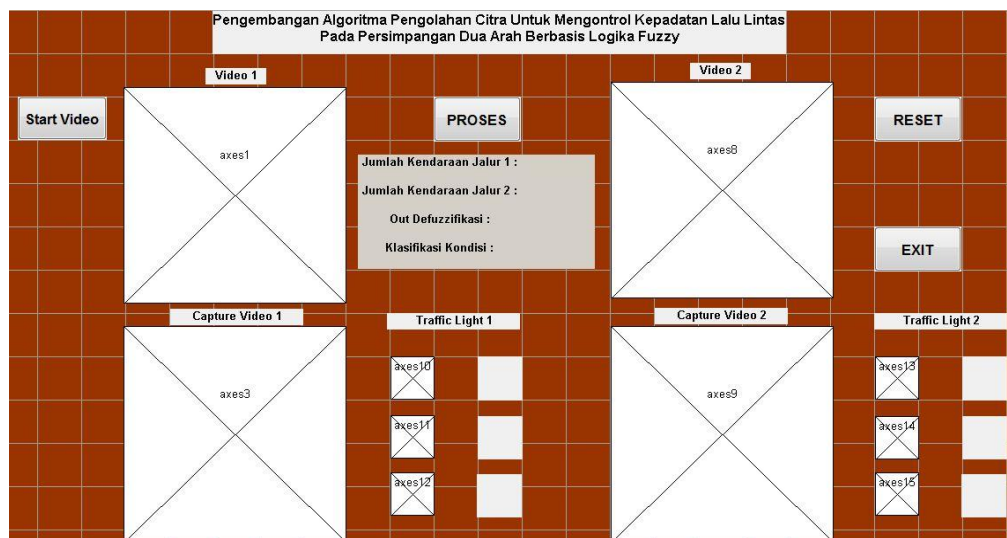 Pengembangan Algoritma Pengolahan Citra Untuk Mengontrol Kepadatan Lalu Lintas
Pada Persimpangan Dua Arah Berbasis Logika Fuzzy
Video 1
Video 2
Start Video
PROSES
RESET
axes1
axes8
Jumlah Kendaraan Jalur 1 :
Jumlah Kendaraan Jalur 2 :
Out Defuzzifikasi :
Klasifikasi Kondisi :
EXIT
Capture Video 1
Traffic Light 1
Capture Video 2
Traffic Light 2
axes3
axes10
axes11
axes12
axes9
axes13
axes14
axes15